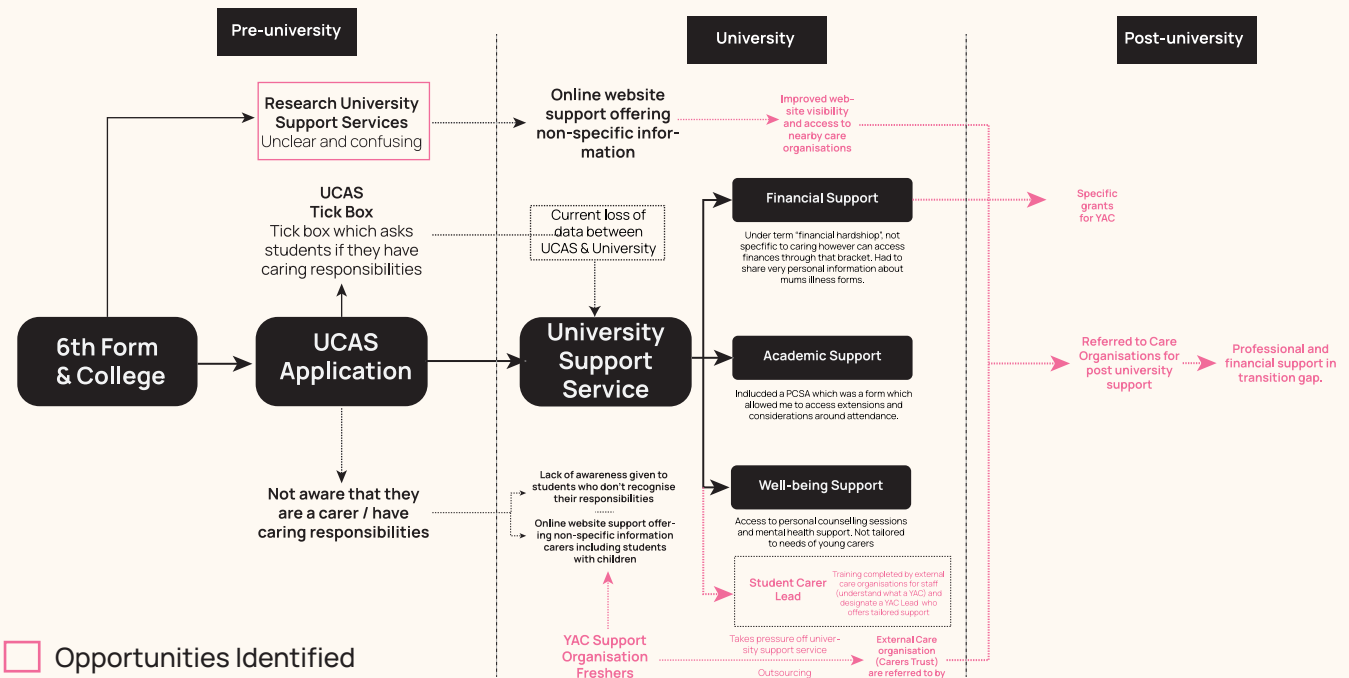 Pre-university
University
Post-university
Research University
Support Services
Unclear and confusing
Online website
support offering
non-specific infor-
mation
Improved web-
site visibility
and access to
nearby care
organisations
UCAS
Tick Box
Tick box which asks
students if they have
caring responsibilities
Current loss of
data between
UCAS & University
Financial Support
Under term "financial hardship", not
specfific to caring however can access
finances through that bracket. Had to
share very personal information about
mums illness forms.
Specific
grants
for YAC
6th Form
& College
UCAS
Application
University
Support
Service
Academic Support
Indlucded a PCSA which was a form which
allowed me to access extensions and
considerations around attendance.
Referred to Care
Organisations for
post university
support
Professional and
financial support in
transition gap.
Not aware that they
are a carer / have
caring responsibilities
Lack of awareness given to
students who don't recognise
their responsibilities
Online website support offer-
ing non-specific information
carers including students
with children
Well-being Support
Access to personal counselling sessions
and mental health support. Not tailored
to needs of young carers
Student Carer
Lead
Training completed by external
care organisations for staff
(understand what a YAC) and
designate a YAC Lead who
offers tailored support
YAC Support
Organisation
Freshers
Takes pressure off univer-
sity support service
Outsourcing
External Care
organisation
(Carers Trust)
are referred to by
Opportunities Identified